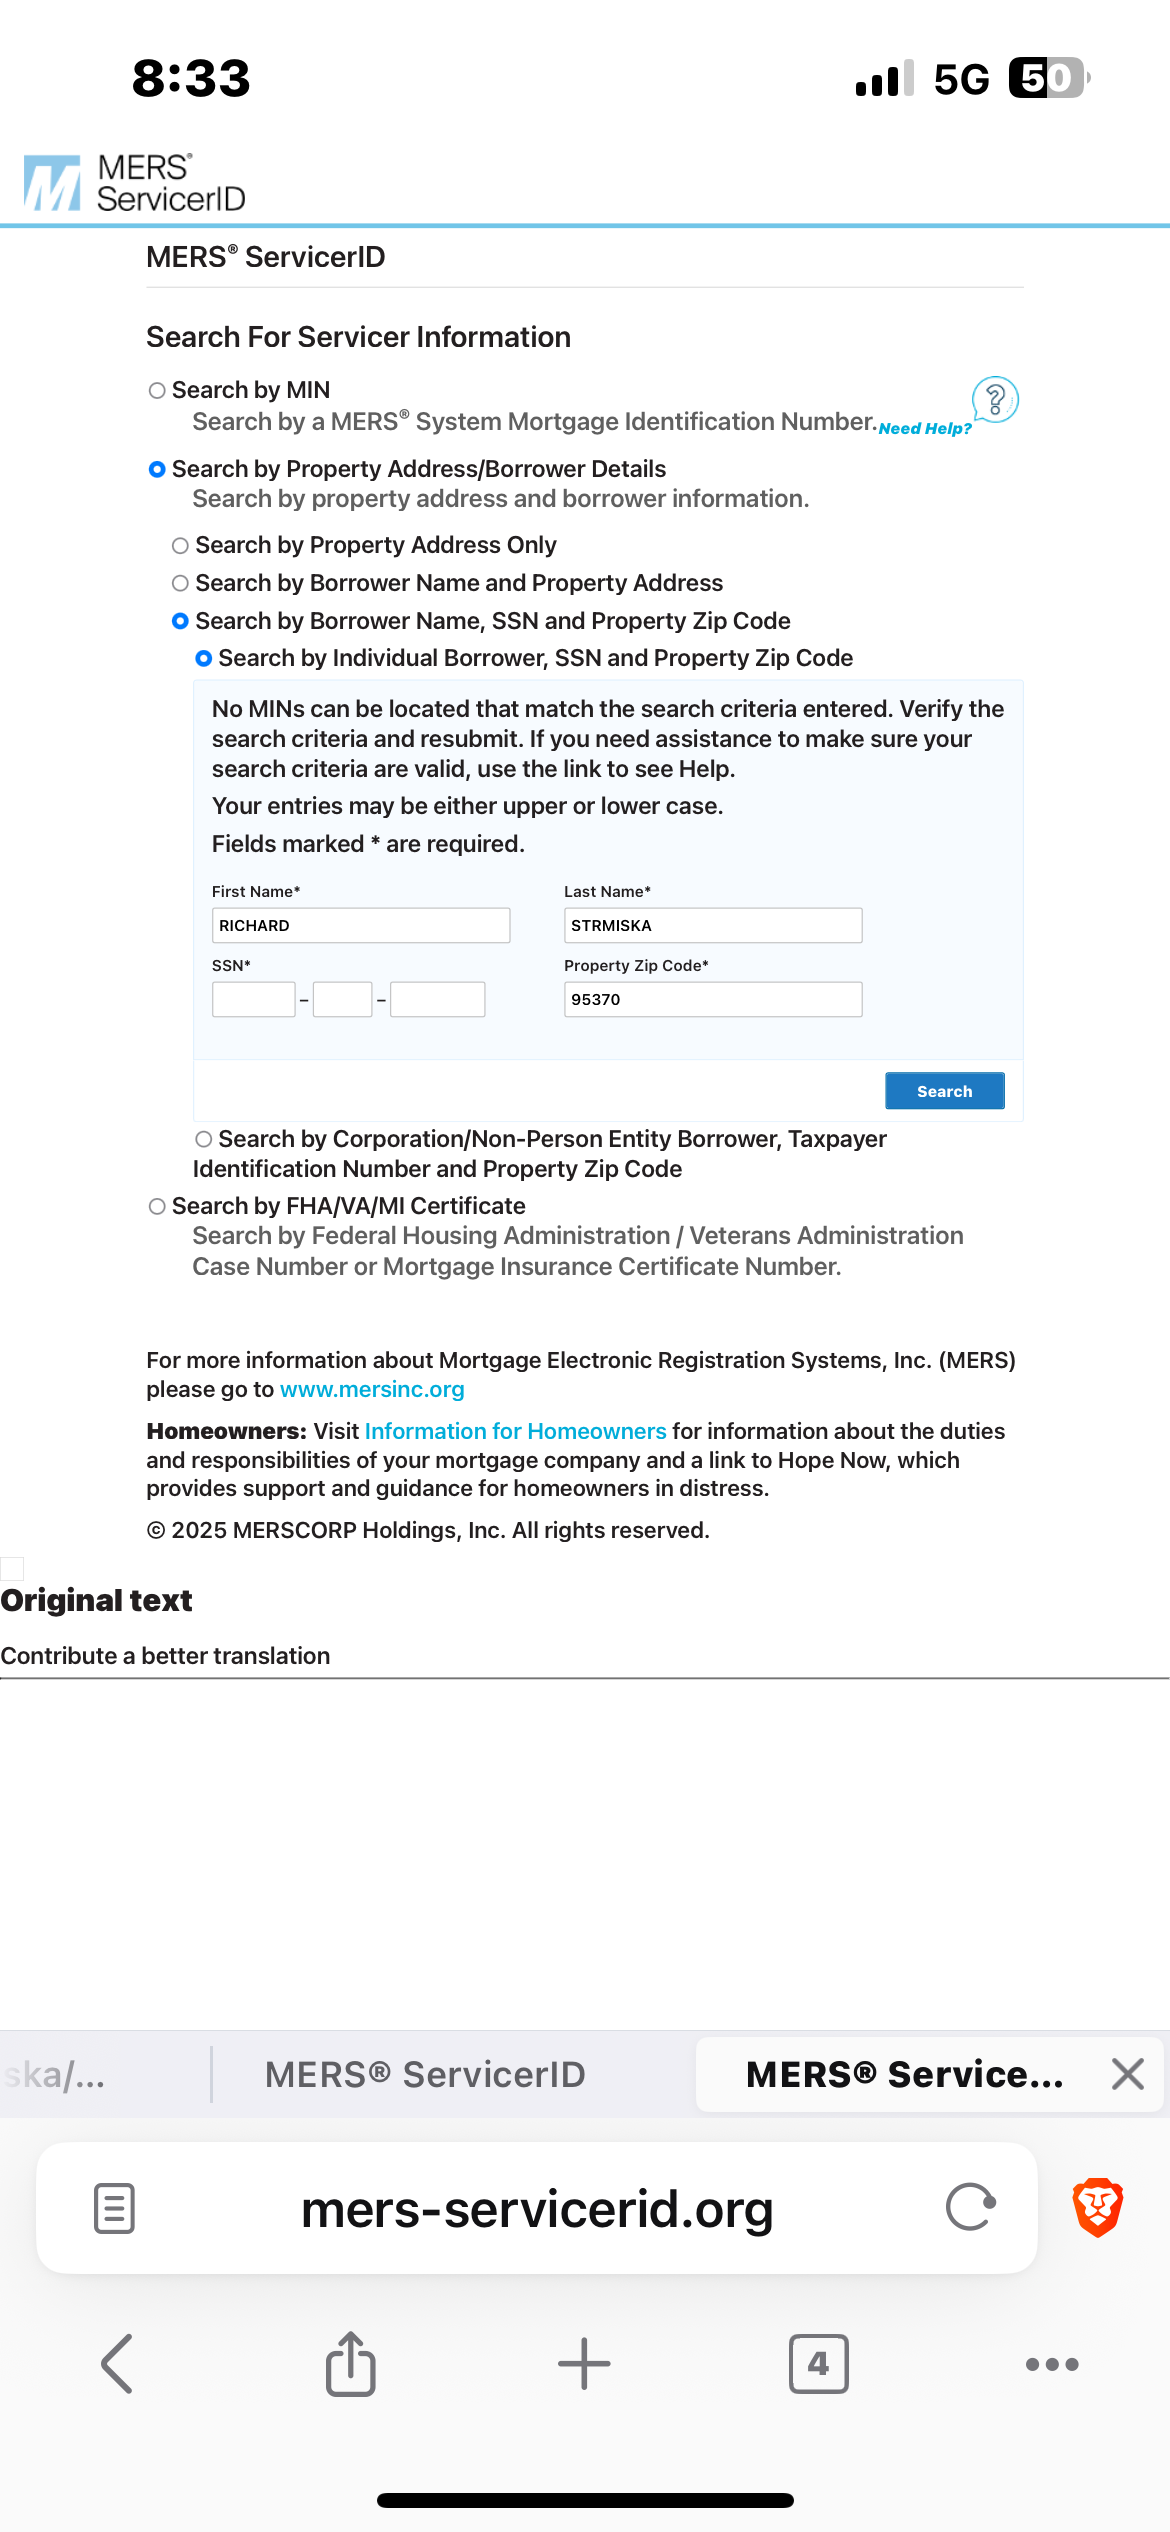 8:33
5G 50
MERS®
ServicerID
MERS® ServicerID
Search For Servicer Information
Search by MIN
Search by a MERS® System Mortgage Identification Number.
Need Help?
Search by Property Address/Borrower Details
Search by property address and borrower information.
Search by Property Address Only
Search by Borrower Name and Property Address
Search by Borrower Name, SSN and Property Zip Code
Search by Individual Borrower, SSN and Property Zip Code
No MINs can be located that match the search criteria entered. Verify the
search criteria and resubmit. If you need assistance to make sure your
search criteria are valid, use the link to see Help.
Your entries may be either upper or lower case.
Fields marked * are required.
First Name* Last Name*
RICHARD STRMISKA
SSN* Property Zip Code*
– – 95370
Search
Search by Corporation/Non-Person Entity Borrower, Taxpayer
Identification Number and Property Zip Code
Search by FHA/VA/MI Certificate
Search by Federal Housing Administration / Veterans Administration
Case Number or Mortgage Insurance Certificate Number.
For more information about Mortgage Electronic Registration Systems, Inc. (MERS)
please go to www.mersinc.org
Homeowners: Visit Information for Homeowners for information about the duties
and responsibilities of your mortgage company and a link to Hope Now, which
provides support and guidance for homeowners in distress.
© 2025 MERSCORP Holdings, Inc. All rights reserved.
Original text
Contribute a better translation
ska/... MERS® ServicerID MERS® Service...
mers-servicerid.org
4